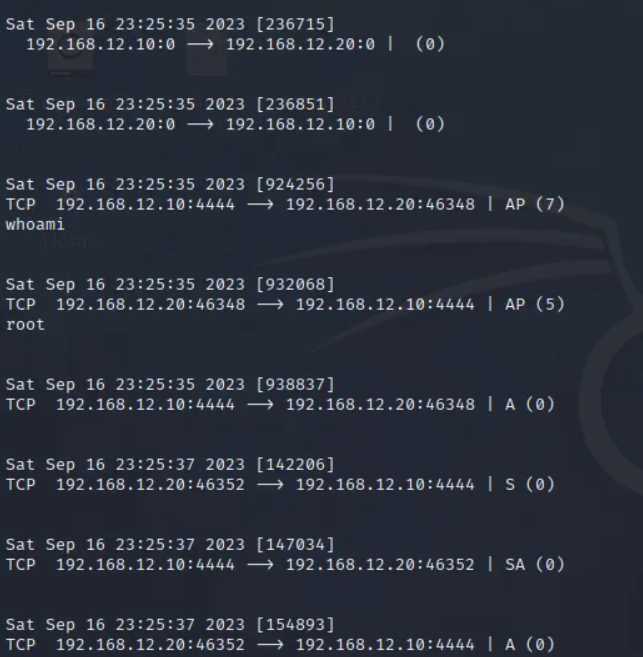 Sat Sep 16 23:25:35 2023 [236715]
192.168.12.10:0 ⟶ 192.168.12.20:0 | (0)
Sat Sep 16 23:25:35 2023 [236851]
192.168.12.20:0 ⟶ 192.168.12.10:0 | (0)
Sat Sep 16 23:25:35 2023 [924256]
TCP 192.168.12.10:4444 ⟶ 192.168.12.20:46348 | AP (7)
whoami
Sat Sep 16 23:25:35 2023 [932068]
TCP 192.168.12.20:46348 ⟶ 192.168.12.10:4444 | AP (5)
root
Sat Sep 16 23:25:35 2023 [938837]
TCP 192.168.12.10:4444 ⟶ 192.168.12.20:46348 | A (0)
Sat Sep 16 23:25:37 2023 [142206]
TCP 192.168.12.20:46352 ⟶ 192.168.12.10:4444 | S (0)
Sat Sep 16 23:25:37 2023 [147034]
TCP 192.168.12.10:4444 ⟶ 192.168.12.20:46352 | SA (0)
Sat Sep 16 23:25:37 2023 [154893]
TCP 192.168.12.20:46352 ⟶ 192.168.12.10:4444 | A (0)
Home